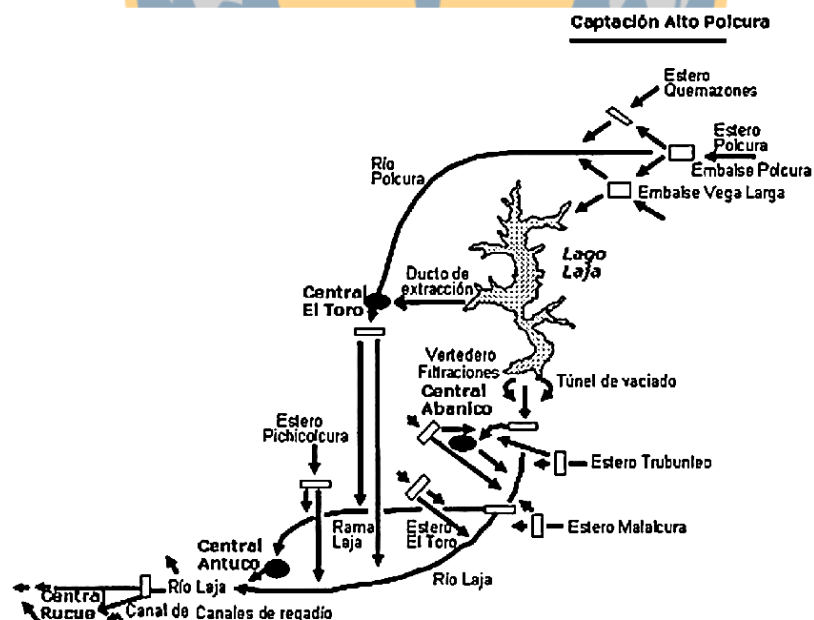 Captación Alto Polcura
Estero
Quemazones
Estero
Polcura
Embalse Polcura
Embalse Vega Larga
Río
Polcura
Lago
Laja
Ducto de
extracción
Central
El Toro
Vertedero
Filtraciones
Túnel de vaciado
Central
Abanico
Estero
Pichicolcura
Estero Trubunleo
Rama
Laja
Estero
El Toro
Estero Malalcura
Central
Antuco
Río Laja
Río Laja
Central
Rucue
Canal de Canales de regadío